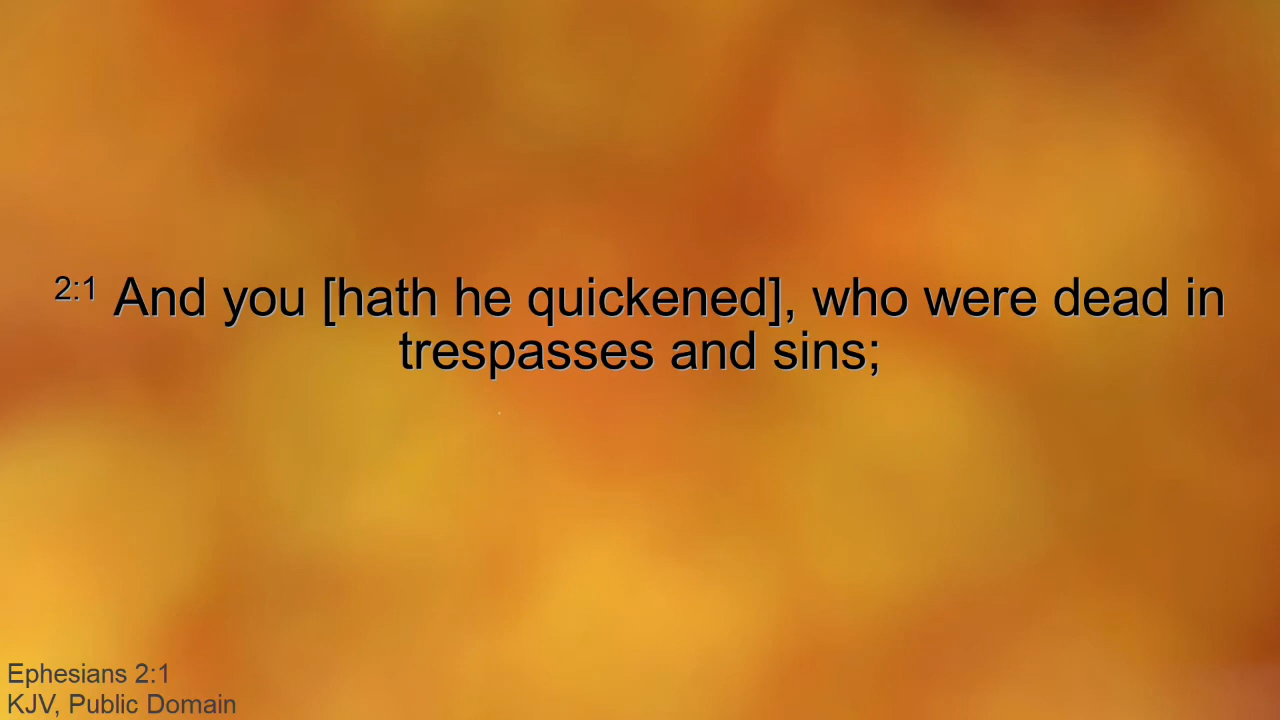 2:1 And you [hath he quickened], who were dead in
trespasses and sins;
Ephesians 2:1
KJV, Public Domain